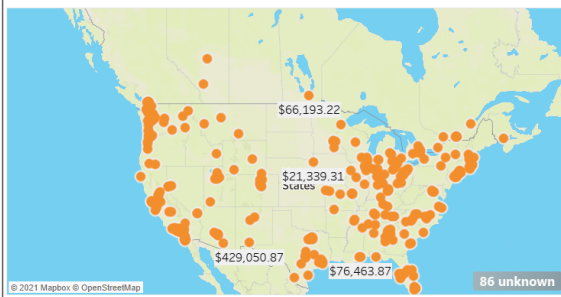 $66,193.22
$21,339.31
States
$429,050.87
$76,463.87
© 2021 Mapbox © OpenStreetMap
86 unknown